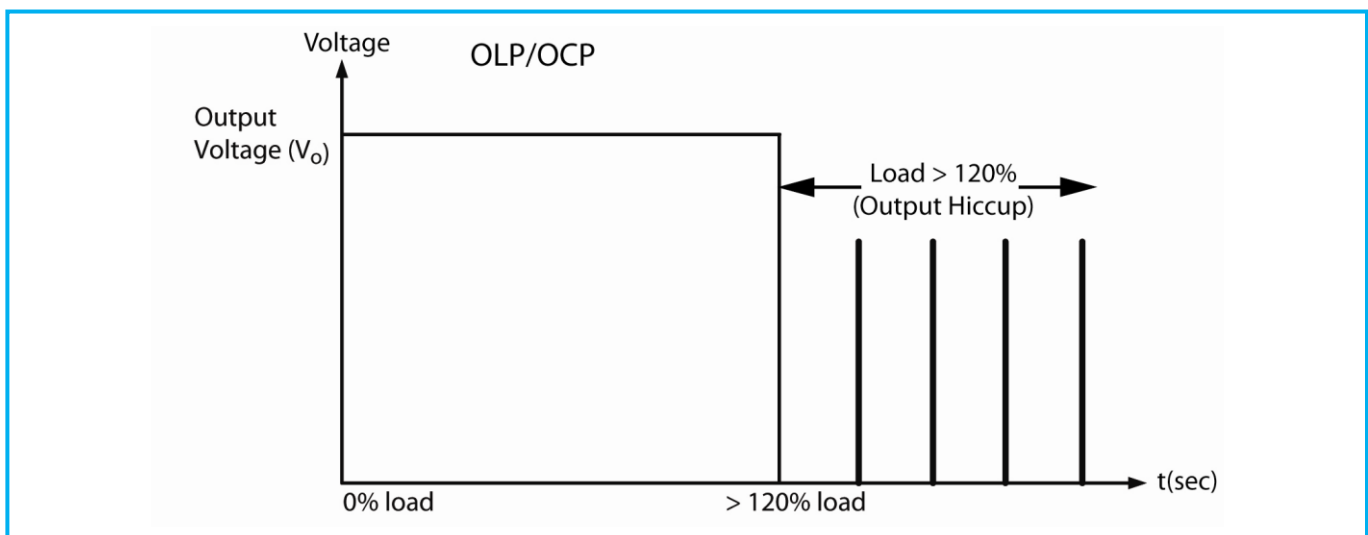 Voltage
OLP/OCP
Output
Voltage (Vo)
Load > 120%
(Output Hiccup)
t(sec)
0% load
> 120% load